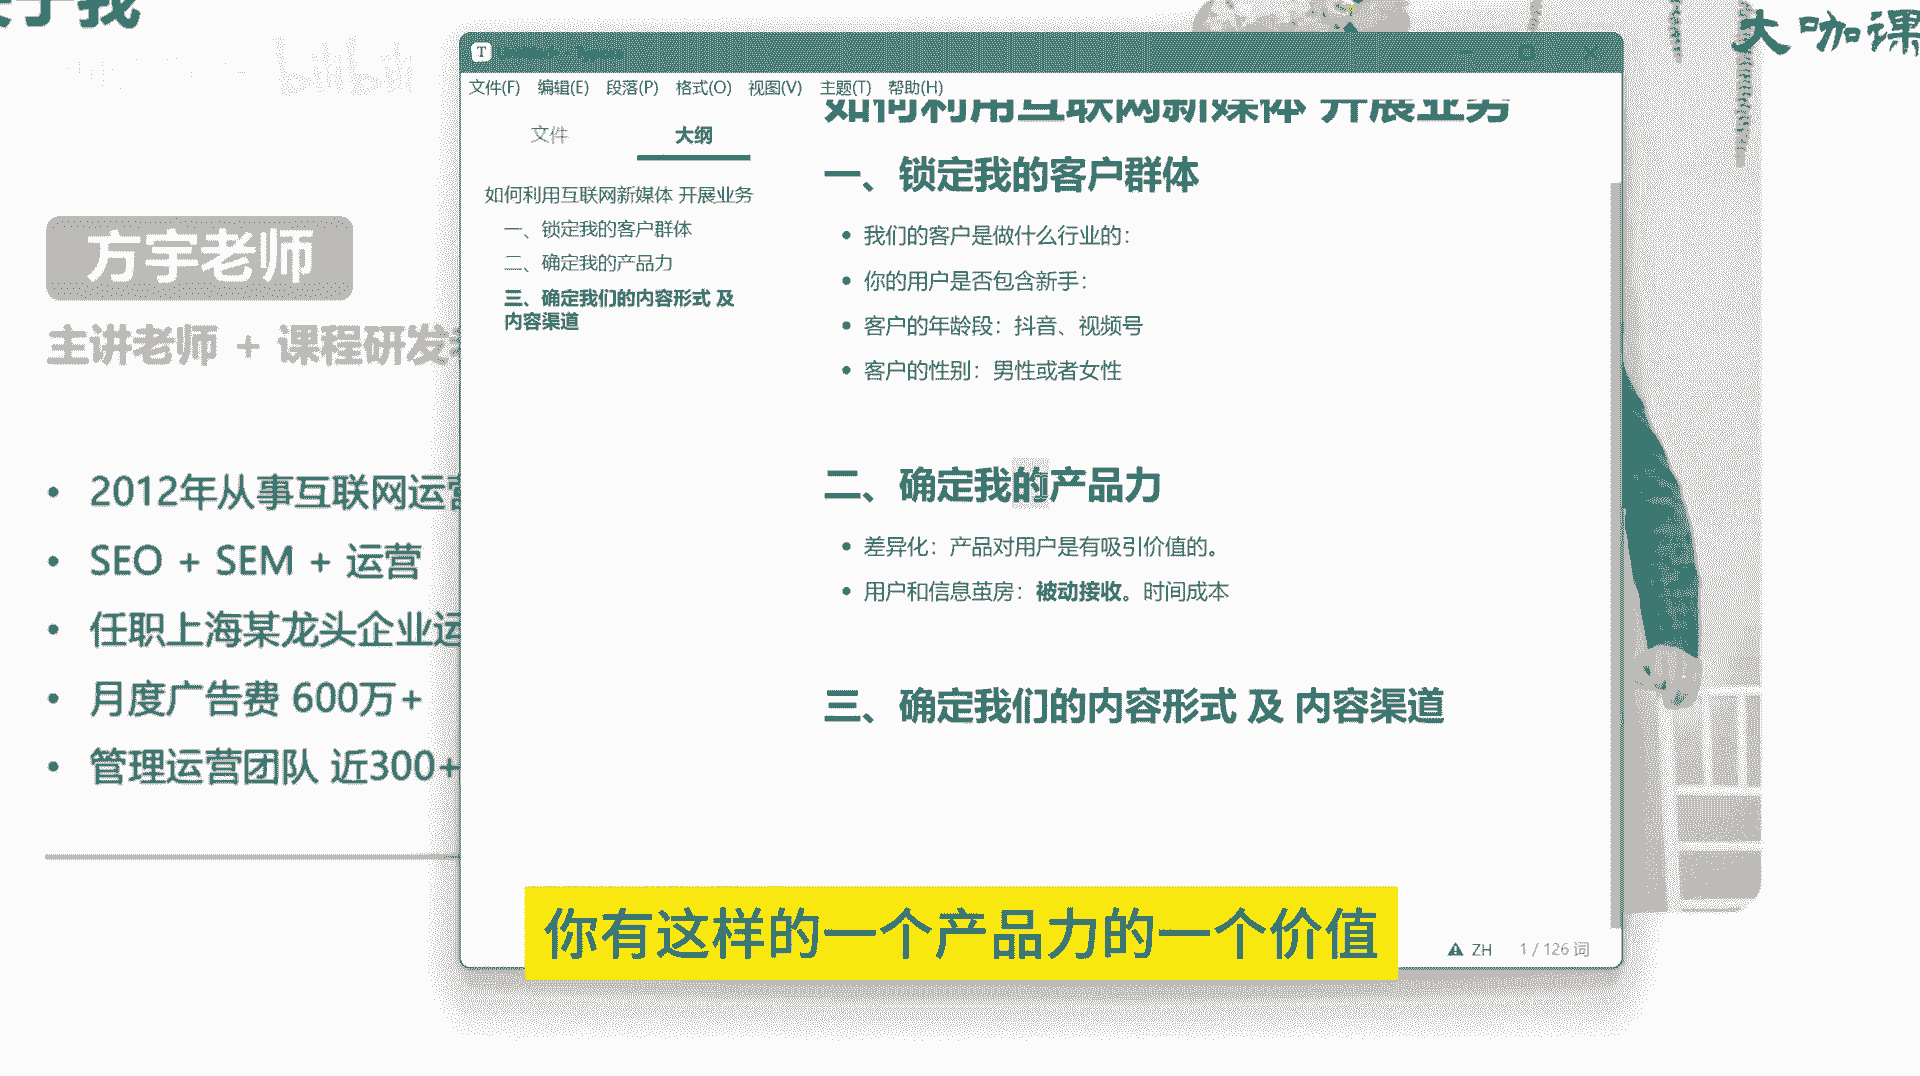 关于我
bilibili
大咖课
方宇老师
主讲老师 + 课程研发
2012年从事互联网运营
SEO + SEM + 运营
任职上海某龙头企业运
月度广告费 600万+
管理运营团队 近300+
文件(F) 编辑(E) 段落(P) 格式(O) 视图(V) 主题(T) 帮助(H)
文件 大纲
如何利用互联网新媒体 开展业务
一、锁定我的客户群体
二、确定我的产品力
三、确定我们的内容形式 及
内容渠道
如何利用互联网新媒体 开展业务
一、锁定我的客户群体
我们的客户是做什么行业的：
你的用户是否包含新手：
客户的年龄段：抖音、视频号
客户的性别：男性或者女性
二、确定我的产品力
差异化：产品对用户是有吸引价值的。
用户和信息茧房：被动接收。时间成本
三、确定我们的内容形式 及 内容渠道
ZH 1 / 126 词
你有这样的一个产品力的一个价值